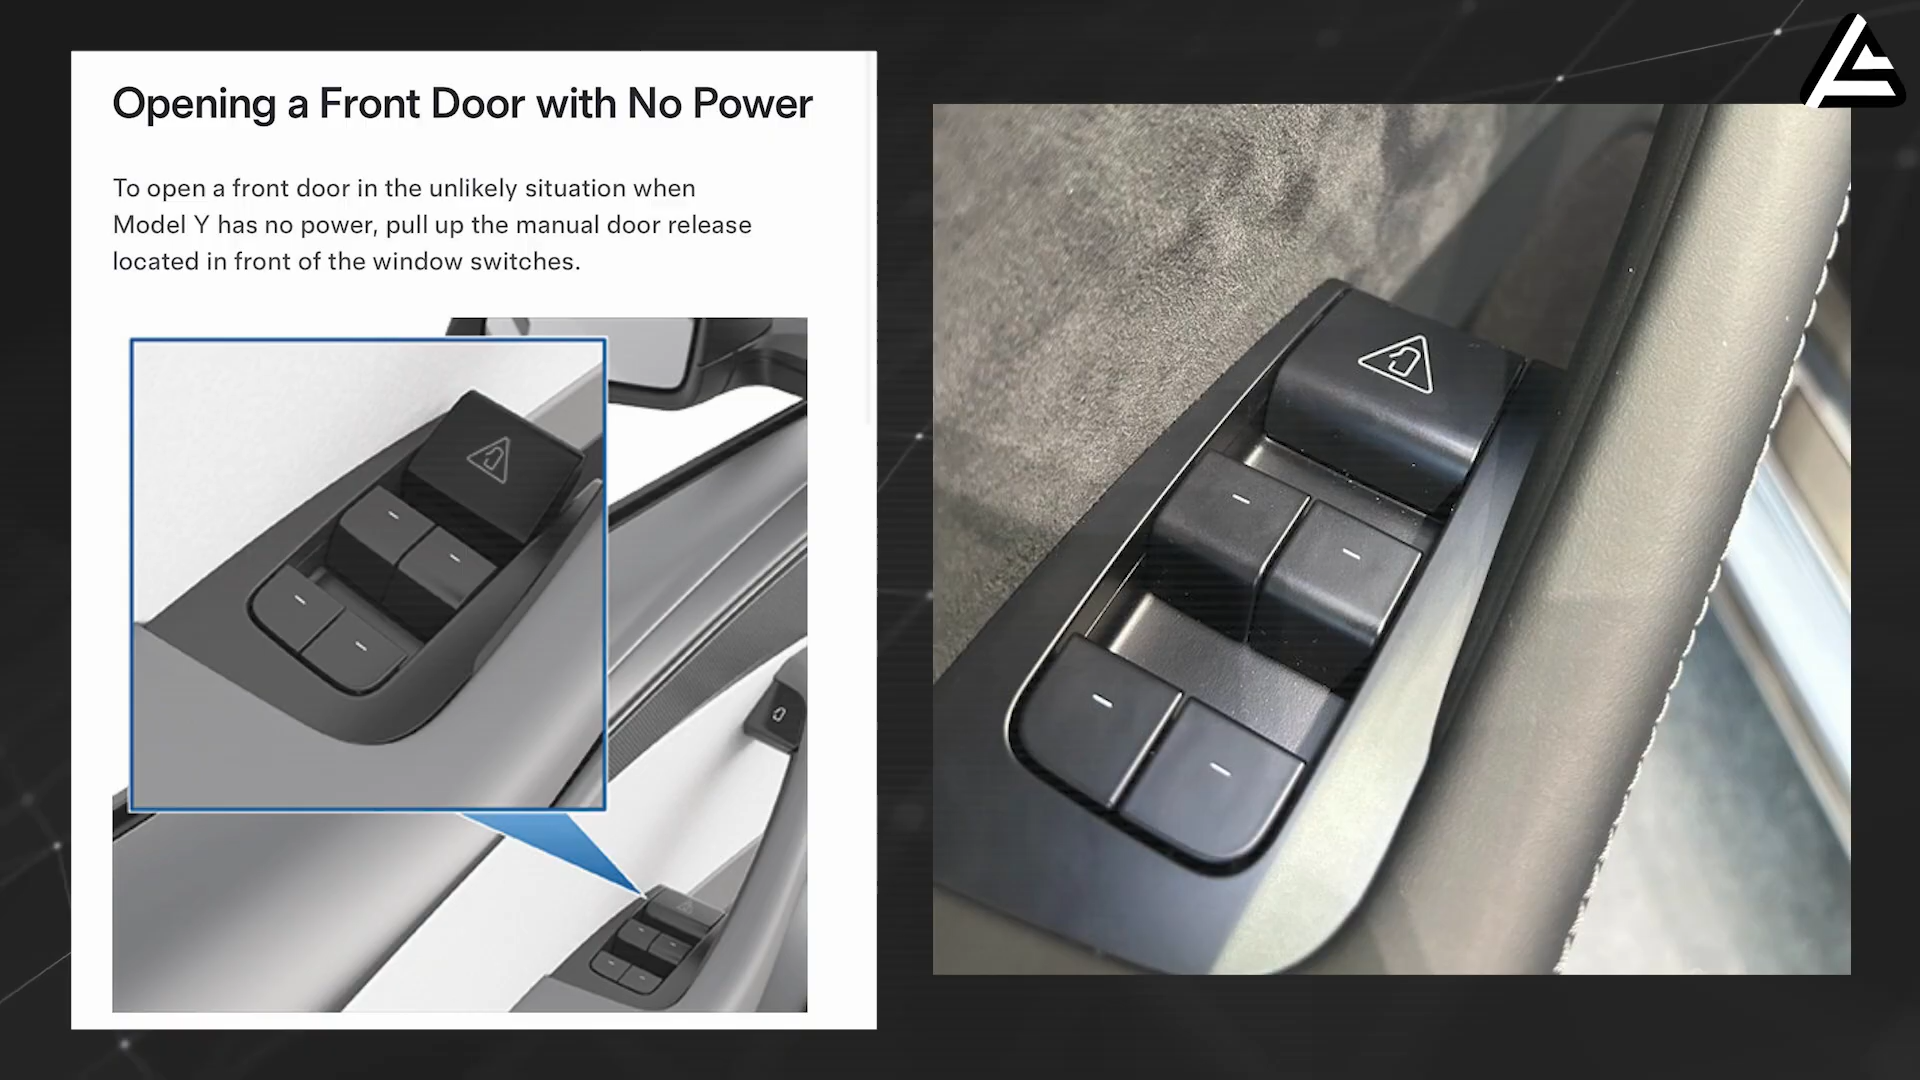 Opening a Front Door with No Power
To open a front door in the unlikely situation when
Model Y has no power, pull up the manual door release
located in front of the window switches.